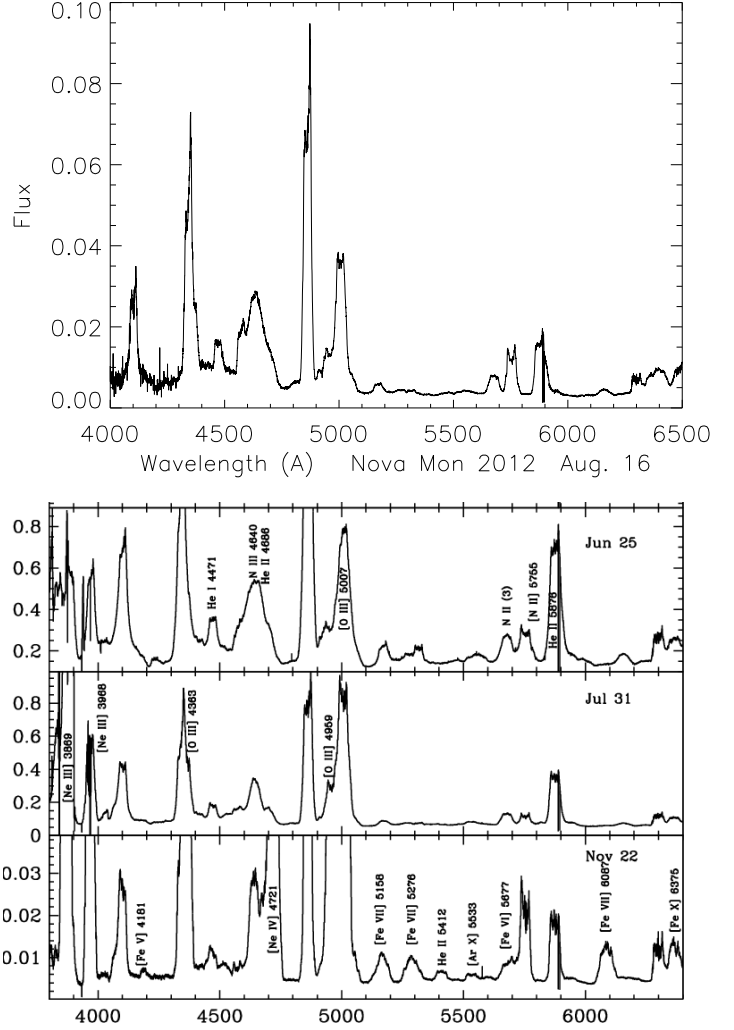 0.10
0.08
0.06
0.04
0.02
0.00
Flux
4000 4500 5000 5500 6000 6500
Wavelength (A) Nova Mon 2012 Aug. 16
Jun 25
0.8
0.6
0.4
0.2
He I 4471
N III 4640
He II 4686
[O III] 5007
N II (3)
[N II] 5755
He II 5876
Jul 31
0.8
0.6
0.4
0.2
0
[Ne III] 3869
[Ne III] 3968
[O III] 4363
[O III] 4959
Nov 22
0.03
0.02
0.01
[Fe V] 4181
[Ne IV] 4721
[Fe VII] 5158
[Fe VII] 5276
He II 5412
[Ar X] 5533
[Fe VI] 5677
[Fe VII] 6087
[Fe X] 6375
4000 4500 5000 5500 6000